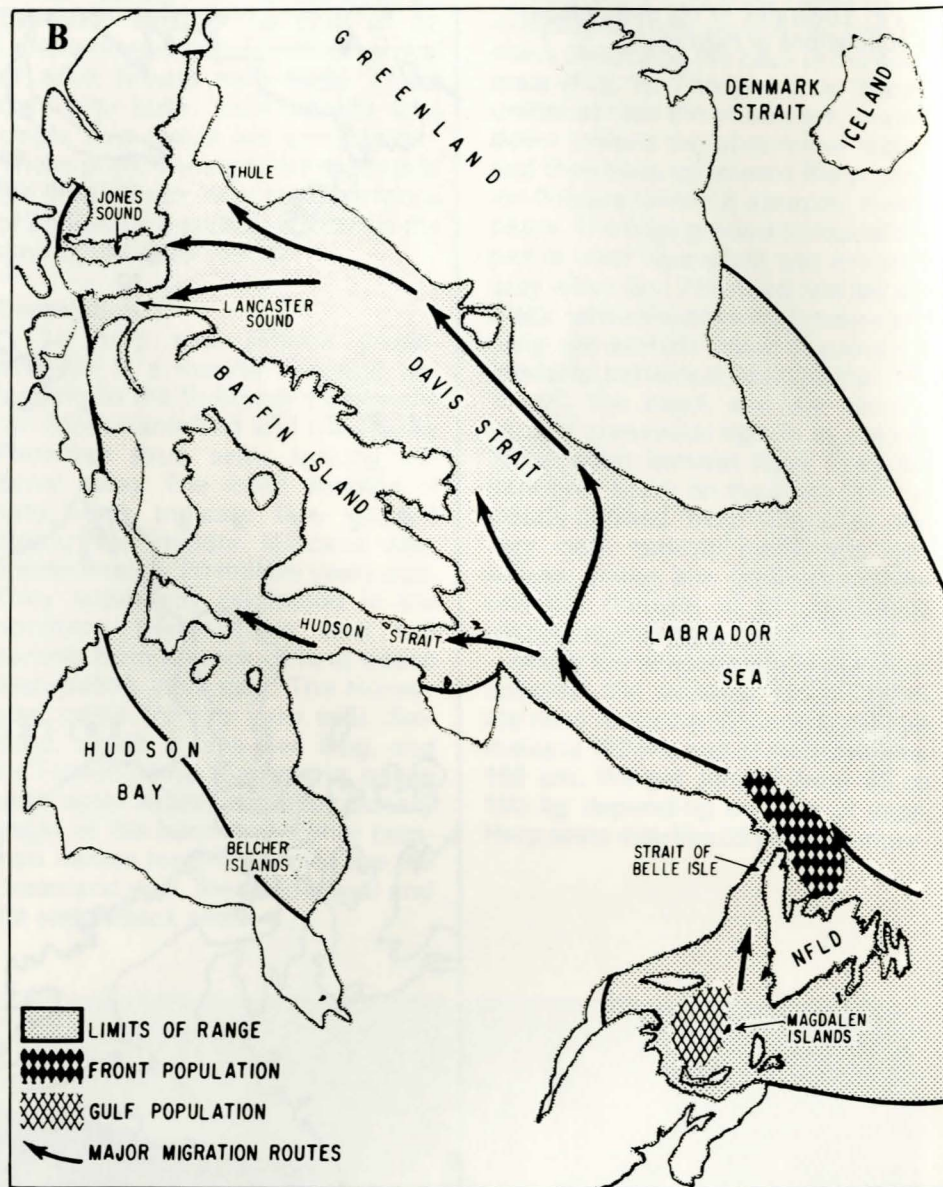 B
GREENLAND
DENMARK
STRAIT
ICELAND
THULE
JONES
SOUND
LANCASTER
SOUND
BAFFIN
ISLAND
DAVIS STRAIT
HUDSON STRAIT
LABRADOR
SEA
HUDSON
BAY
BELCHER
ISLANDS
STRAIT OF
BELLE ISLE
NFLD
MAGDALEN
ISLANDS
LIMITS OF RANGE
FRONT POPULATION
GULF POPULATION
MAJOR MIGRATION ROUTES